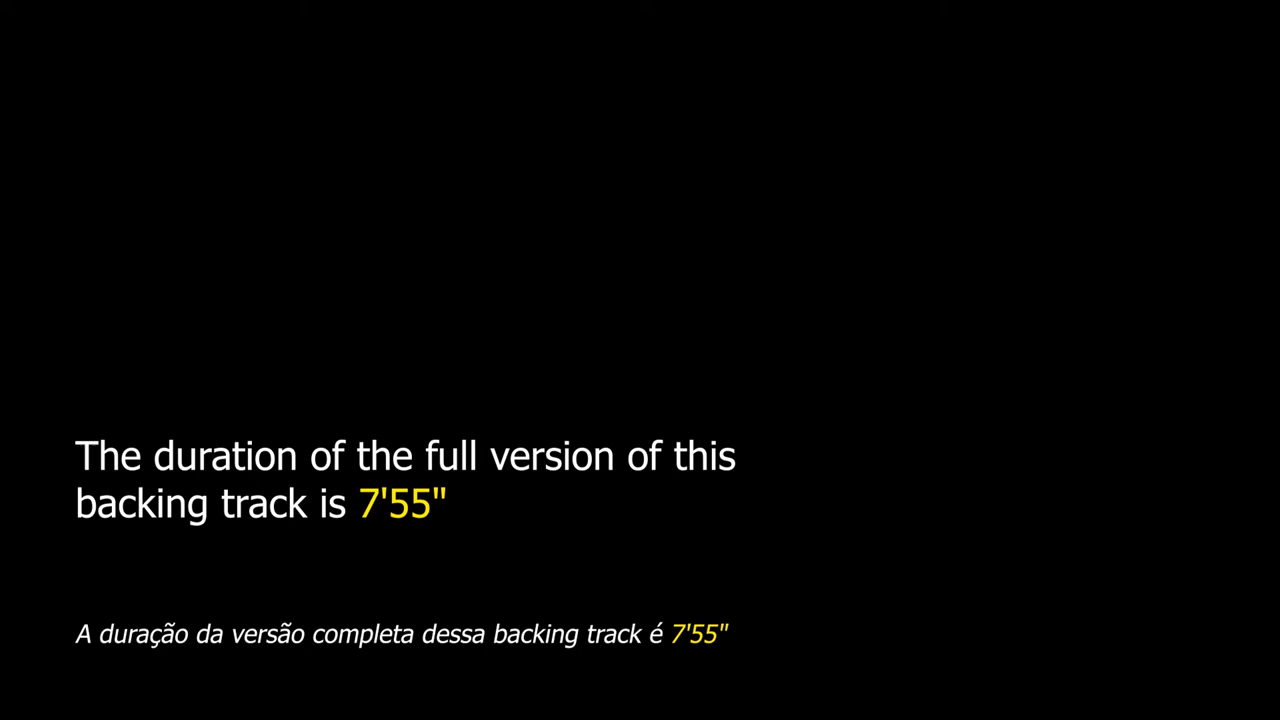 The duration of the full version of this
backing track is 7'55"
A duração da versão completa dessa backing track é 7'55"